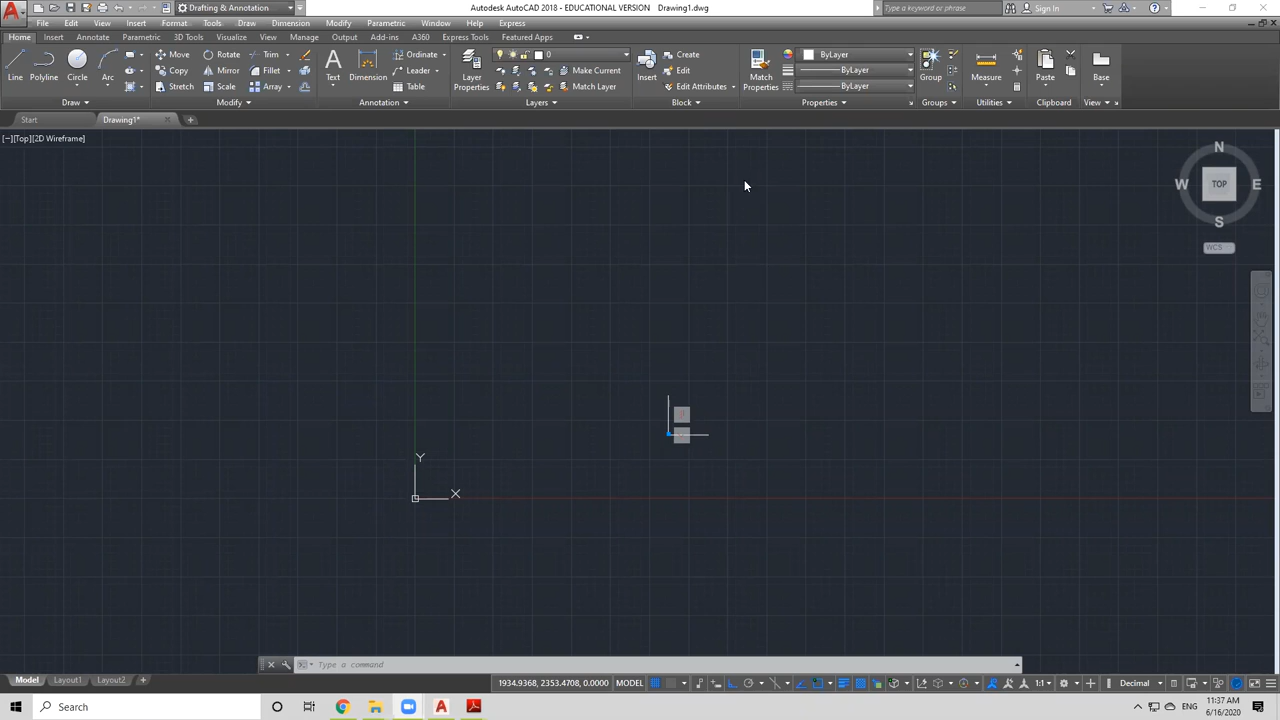 Drafting & Annotation
Autodesk AutoCAD 2018 - EDUCATIONAL VERSION Drawing1.dwg
Type a keyword or phrase
Sign In
File Edit View Insert Format Tools Draw Dimension Modify Parametric Window Help Express
Home Insert Annotate Parametric 3D Tools Visualize View Manage Output Add-ins A360 Express Tools Featured Apps
Move Rotate Trim Ordinate 0 Create ByLayer
Line Polyline Circle Arc Copy Mirror Fillet Text Dimension Leader Layer Properties Make Current Insert Edit Match Properties ByLayer Group Measure Paste Base
Stretch Scale Array Table Match Layer Edit Attributes ByLayer
Draw Modify Annotation Layers Block Properties Groups Utilities Clipboard View
Start Drawing1*
[−][Top][2D Wireframe]
N
W TOP E
S
WCS
Y
X
Type a command
Model Layout1 Layout2 +
1934.9368, 2353.4708, 0.0000 MODEL 1:1 Decimal
Search
11:37 AM
6/16/2020